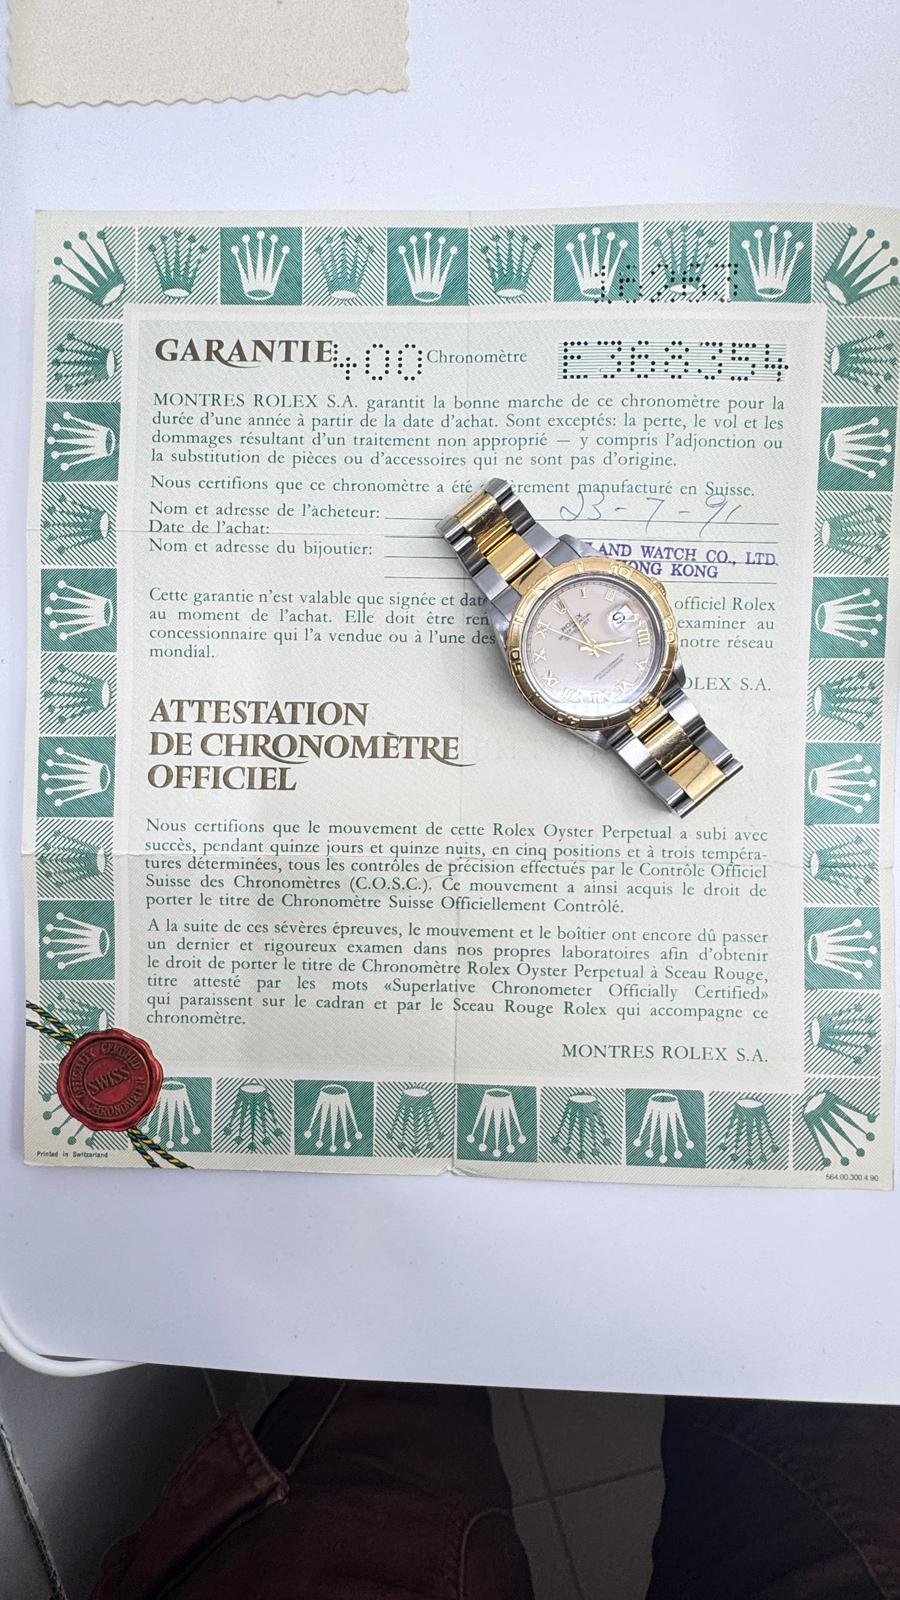 16263
GARANTIE 400 Chronomètre E368354
MONTRES ROLEX S.A. garantit la bonne marche de ce chronomètre pour la
durée d'une année à partir de la date d'achat. Sont exceptés: la perte, le vol et les
dommages résultant d'un traitement non approprié — y compris l'adjonction ou
la substitution de pièces ou d'accessoires qui ne sont pas d'origine.
Nous certifions que ce chronomètre a été manufacturé en Suisse.
Nom et adresse de l'acheteur:
23-7-91
Date de l'achat:
Nom et adresse du bijoutier:
LAND WATCH CO., LTD.
HONG KONG
Cette garantie n'est valable que signée et officiel Rolex
au moment de l'achat. Elle doit être examiner au
concessionnaire qui l'a vendue ou à l'une des notre réseau
mondial.
ROLEX S.A.
ATTESTATION
DE CHRONOMÈTRE
OFFICIEL
Nous certifions que le mouvement de cette Rolex Oyster Perpetual a subi avec
succès, pendant quinze jours et quinze nuits, en cinq positions et à trois tempéra-
tures déterminées, tous les contrôles de précision effectués par le Contrôle Officiel
Suisse des Chronomètres (C.O.S.C.). Ce mouvement a ainsi acquis le droit de
porter le titre de Chronomètre Suisse Officiellement Contrôlé.
A la suite de ces sévères épreuves, le mouvement et le boîtier ont encore dû passer
un dernier et rigoureux examen dans nos propres laboratoires afin d'obtenir
le droit de porter le titre de Chronomètre Rolex Oyster Perpetual à Sceau Rouge,
titre attesté par les mots «Superlative Chronometer Officially Certified»
qui paraissent sur le cadran et par le Sceau Rouge Rolex qui accompagne ce
chronomètre.
MONTRES ROLEX S.A.
OFFICIALLY CERTIFIED
SWISS
CHRONOMETER
Printed in Switzerland
564.00.300.4.90